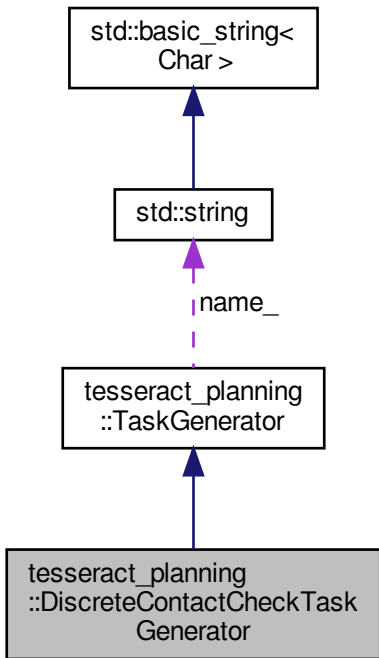 std::basic_string<
Char >
std::string
name_
tesseract_planning
::TaskGenerator
tesseract_planning
::DiscreteContactCheckTask
Generator